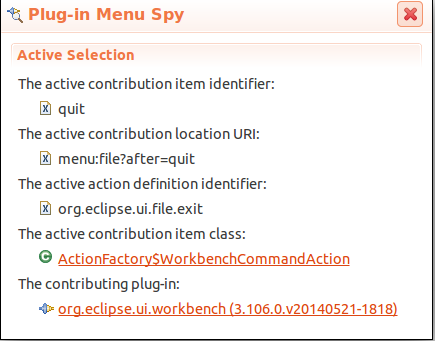 Plug-in Menu Spy
Active Selection
The active contribution item identifier:
quit
The active contribution location URI:
menu:file?after=quit
The active action definition identifier:
org.eclipse.ui.file.exit
The active contribution item class:
ActionFactory$WorkbenchCommandAction
The contributing plug-in:
org.eclipse.ui.workbench (3.106.0.v20140521-1818)